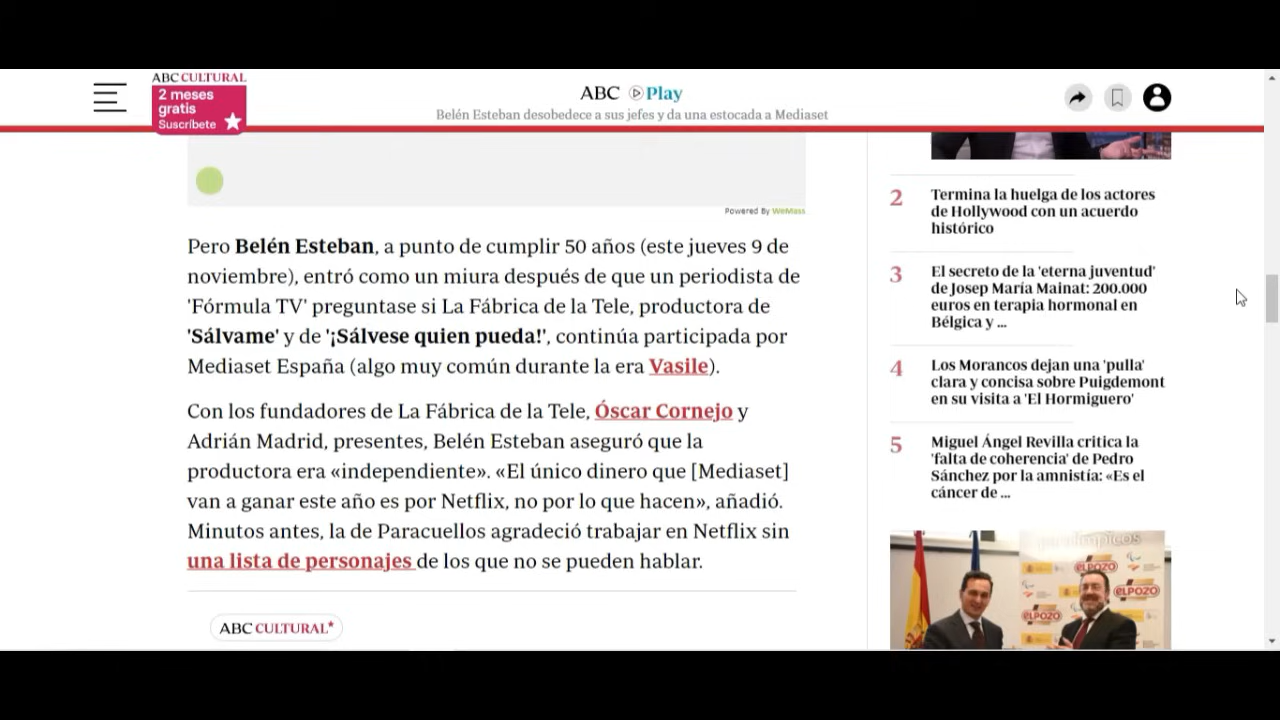 ABC CULTURAL
2 meses
gratis
Suscríbete
ABC Play
Belén Esteban desobedece a sus jefes y da una estocada a Mediaset
Powered By WeMass
Pero Belén Esteban, a punto de cumplir 50 años (este jueves 9 de
noviembre), entró como un miura después de que un periodista de
'Fórmula TV' preguntase si La Fábrica de la Tele, productora de
'Sálvame' y de '¡Sálvese quien pueda!', continúa participada por
Mediaset España (algo muy común durante la era Vasile).
Con los fundadores de La Fábrica de la Tele, Óscar Cornejo y
Adrián Madrid, presentes, Belén Esteban aseguró que la
productora era «independiente». «El único dinero que [Mediaset]
van a ganar este año es por Netflix, no por lo que hacen», añadió.
Minutos antes, la de Paracuellos agradeció trabajar en Netflix sin
una lista de personajes de los que no se pueden hablar.
ABC CULTURAL*
2
Termina la huelga de los actores
de Hollywood con un acuerdo
histórico
3
El secreto de la 'eterna juventud'
de Josep María Mainat: 200.000
euros en terapia hormonal en
Bélgica y ...
4
Los Morancos dejan una 'pulla'
clara y concisa sobre Puigdemont
en su visita a 'El Hormiguero'
5
Miguel Ángel Revilla critica la
'falta de coherencia' de Pedro
Sánchez por la amnistía: «Es el
cáncer de ...
ELPOZO
ELPOZO
ELPOZO